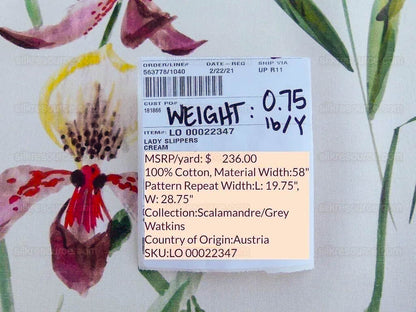 ORDER/LINE# DATE-REQ SHIP VIA
563778/1040 2/22/21 UP R11
CUST PO#
181866
WEIGHT: 0.75
lb/Y
ITEM#: LO 00022347
LADY SLIPPERS
CREAM
MSRP/yard: $ 236.00
100% Cotton, Material Width:58"
Pattern Repeat Width:L: 19.75",
W: 28.75"
Collection:Scalamandre/Grey
Watkins
Country of Origin:Austria
SKU:LO 00022347